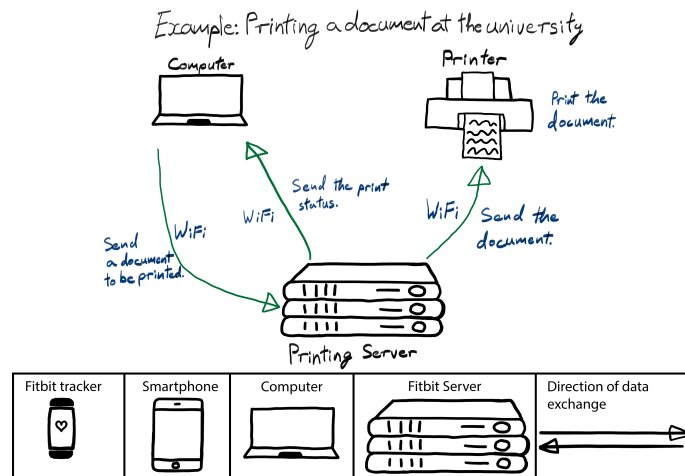 Example: Printing a document at the university
Computer
Printer
Print the
document.
Send the print
status.
WiFi
WiFi
WiFi
Send the
document.
Send
a document
to be printed.
Printing Server
Fitbit tracker
Smartphone
Computer
Fitbit Server
Direction of data
exchange